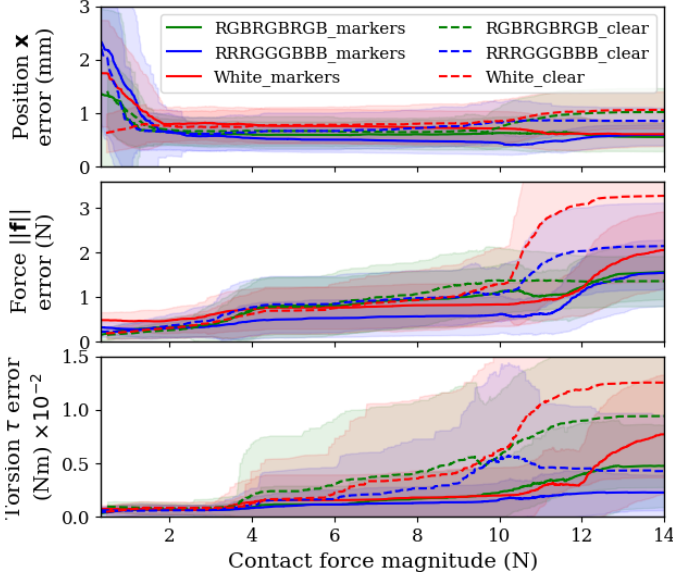 3
2
1
0
Position x
error (mm)
RGBRGBRGB_markers
RRRGGGBBB_markers
White_markers
RGBRGBRGB_clear
RRRGGGBBB_clear
White_clear
3
2
1
0
Force ||f||
error (N)
1.5
1.0
0.5
0.0
Torsion τ error
(Nm) ×10⁻²
2 4 6 8 10 12 14
Contact force magnitude (N)